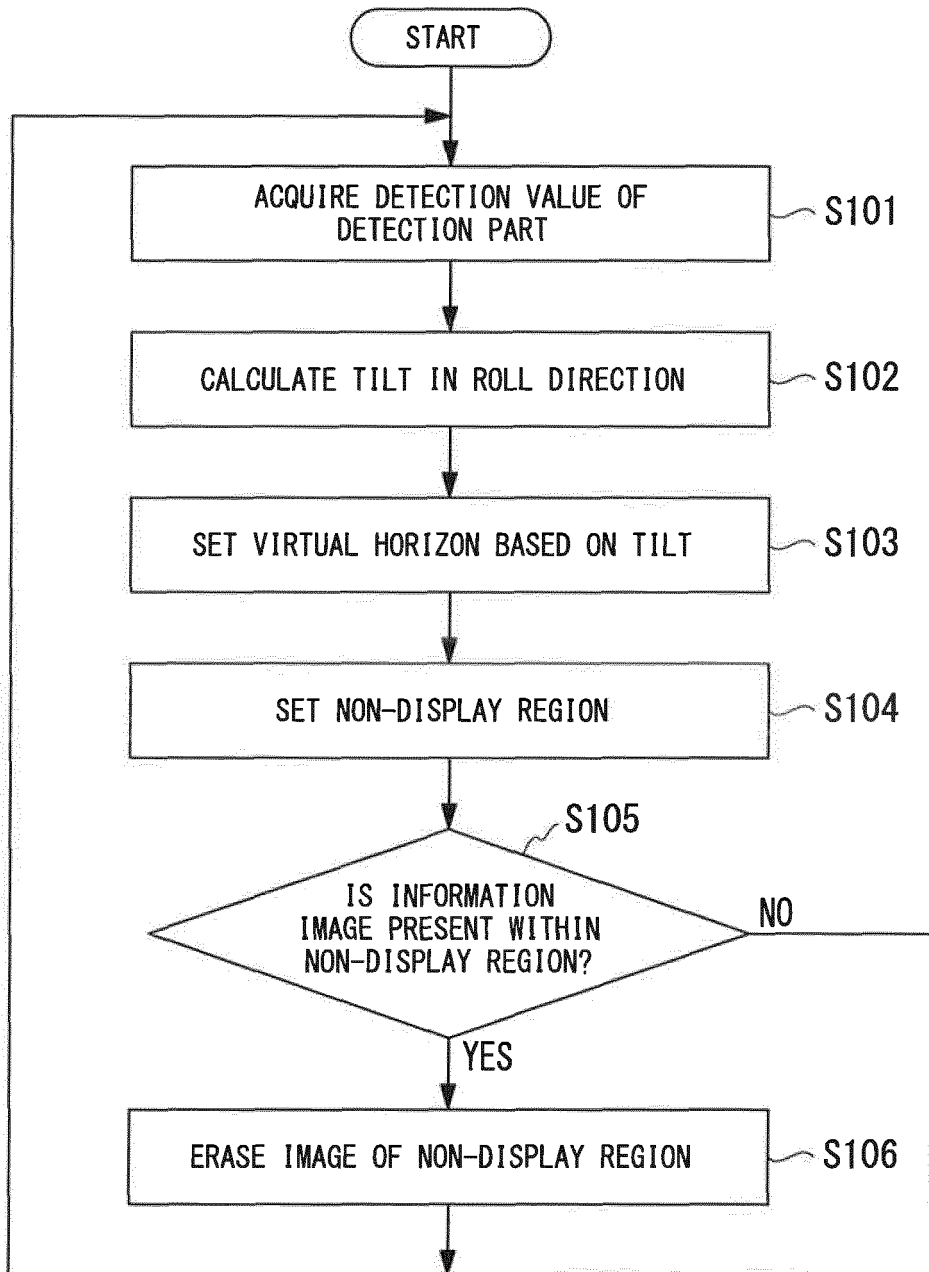 START
ACQUIRE DETECTION VALUE OF
DETECTION PART
S101
CALCULATE TILT IN ROLL DIRECTION
S102
SET VIRTUAL HORIZON BASED ON TILT
S103
SET NON-DISPLAY REGION
S104
S105
IS INFORMATION
IMAGE PRESENT WITHIN
NON-DISPLAY REGION?
NO
YES
ERASE IMAGE OF NON-DISPLAY REGION
S106